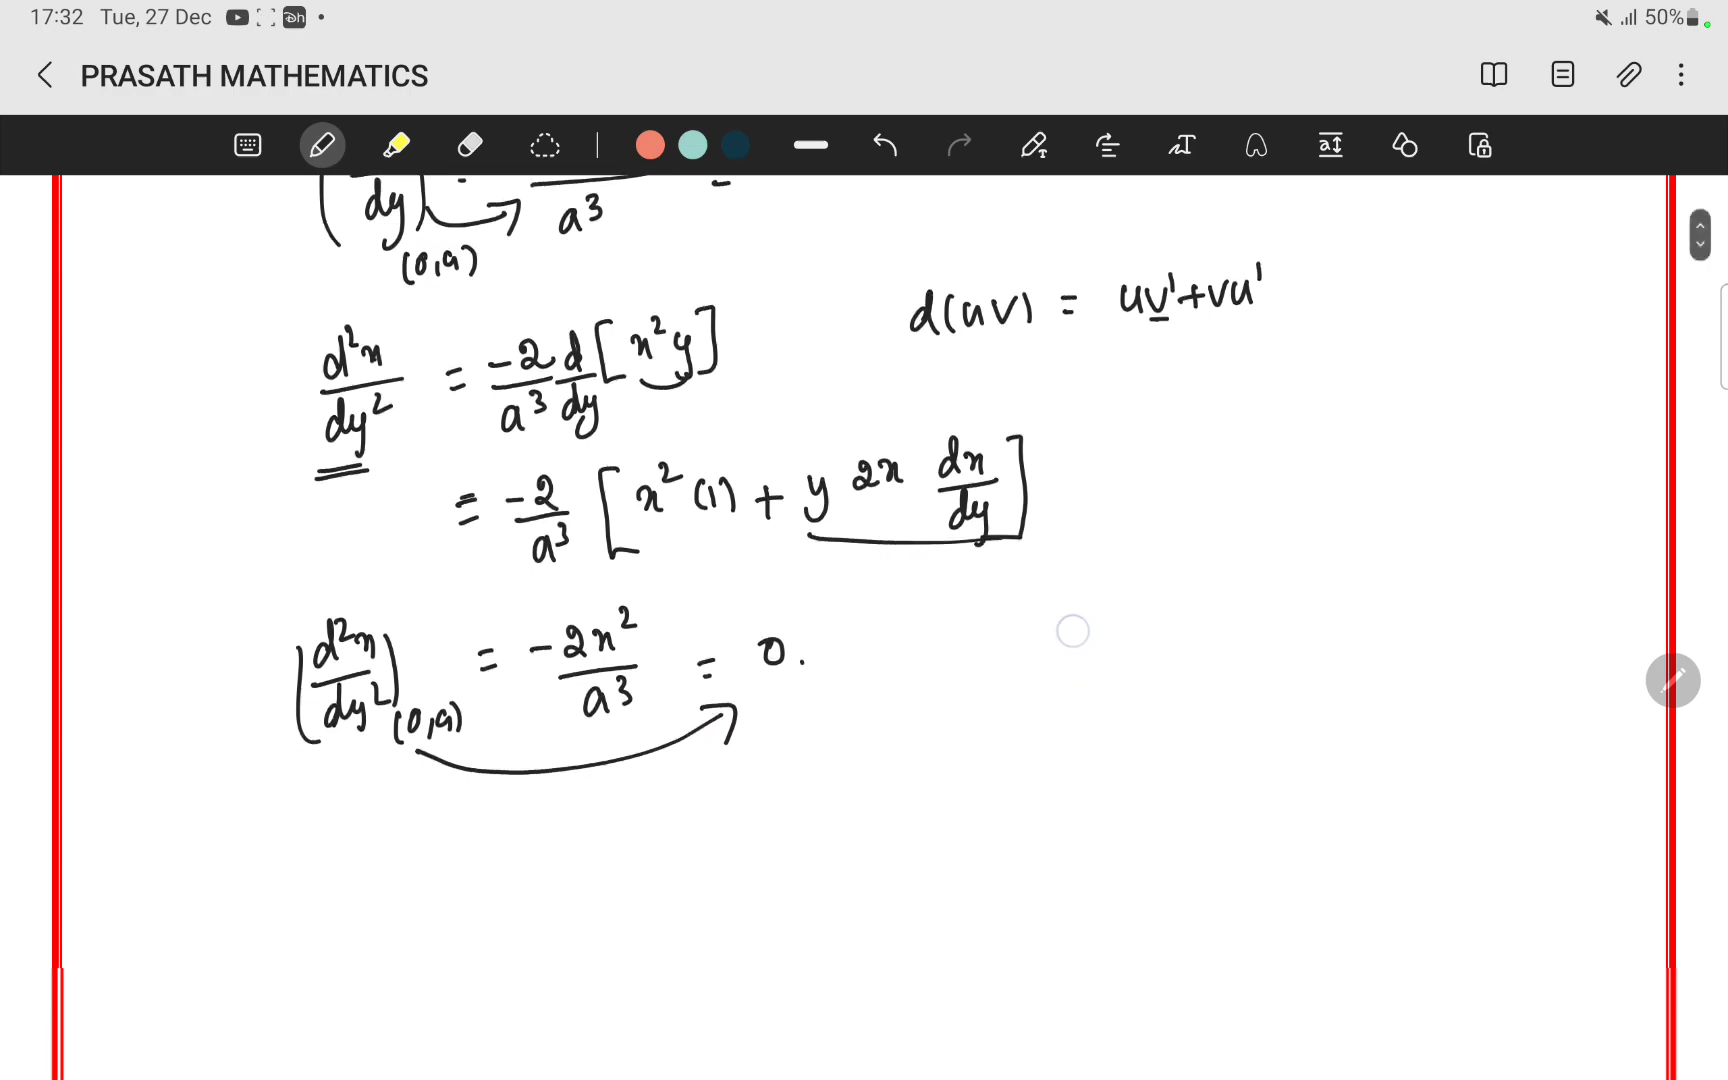 17:32 Tue, 27 Dec
50%
PRASATH MATHEMATICS
(dy)(0,a) = a³ =
d²x/dy² = -2/a³ d/dy [x²y]
d(uv) = uv' + vu'
= -2/a³ [x²(1) + y 2x dx/dy]
(d²x/dy²)(0,a) = -2x²/a³ = 0.